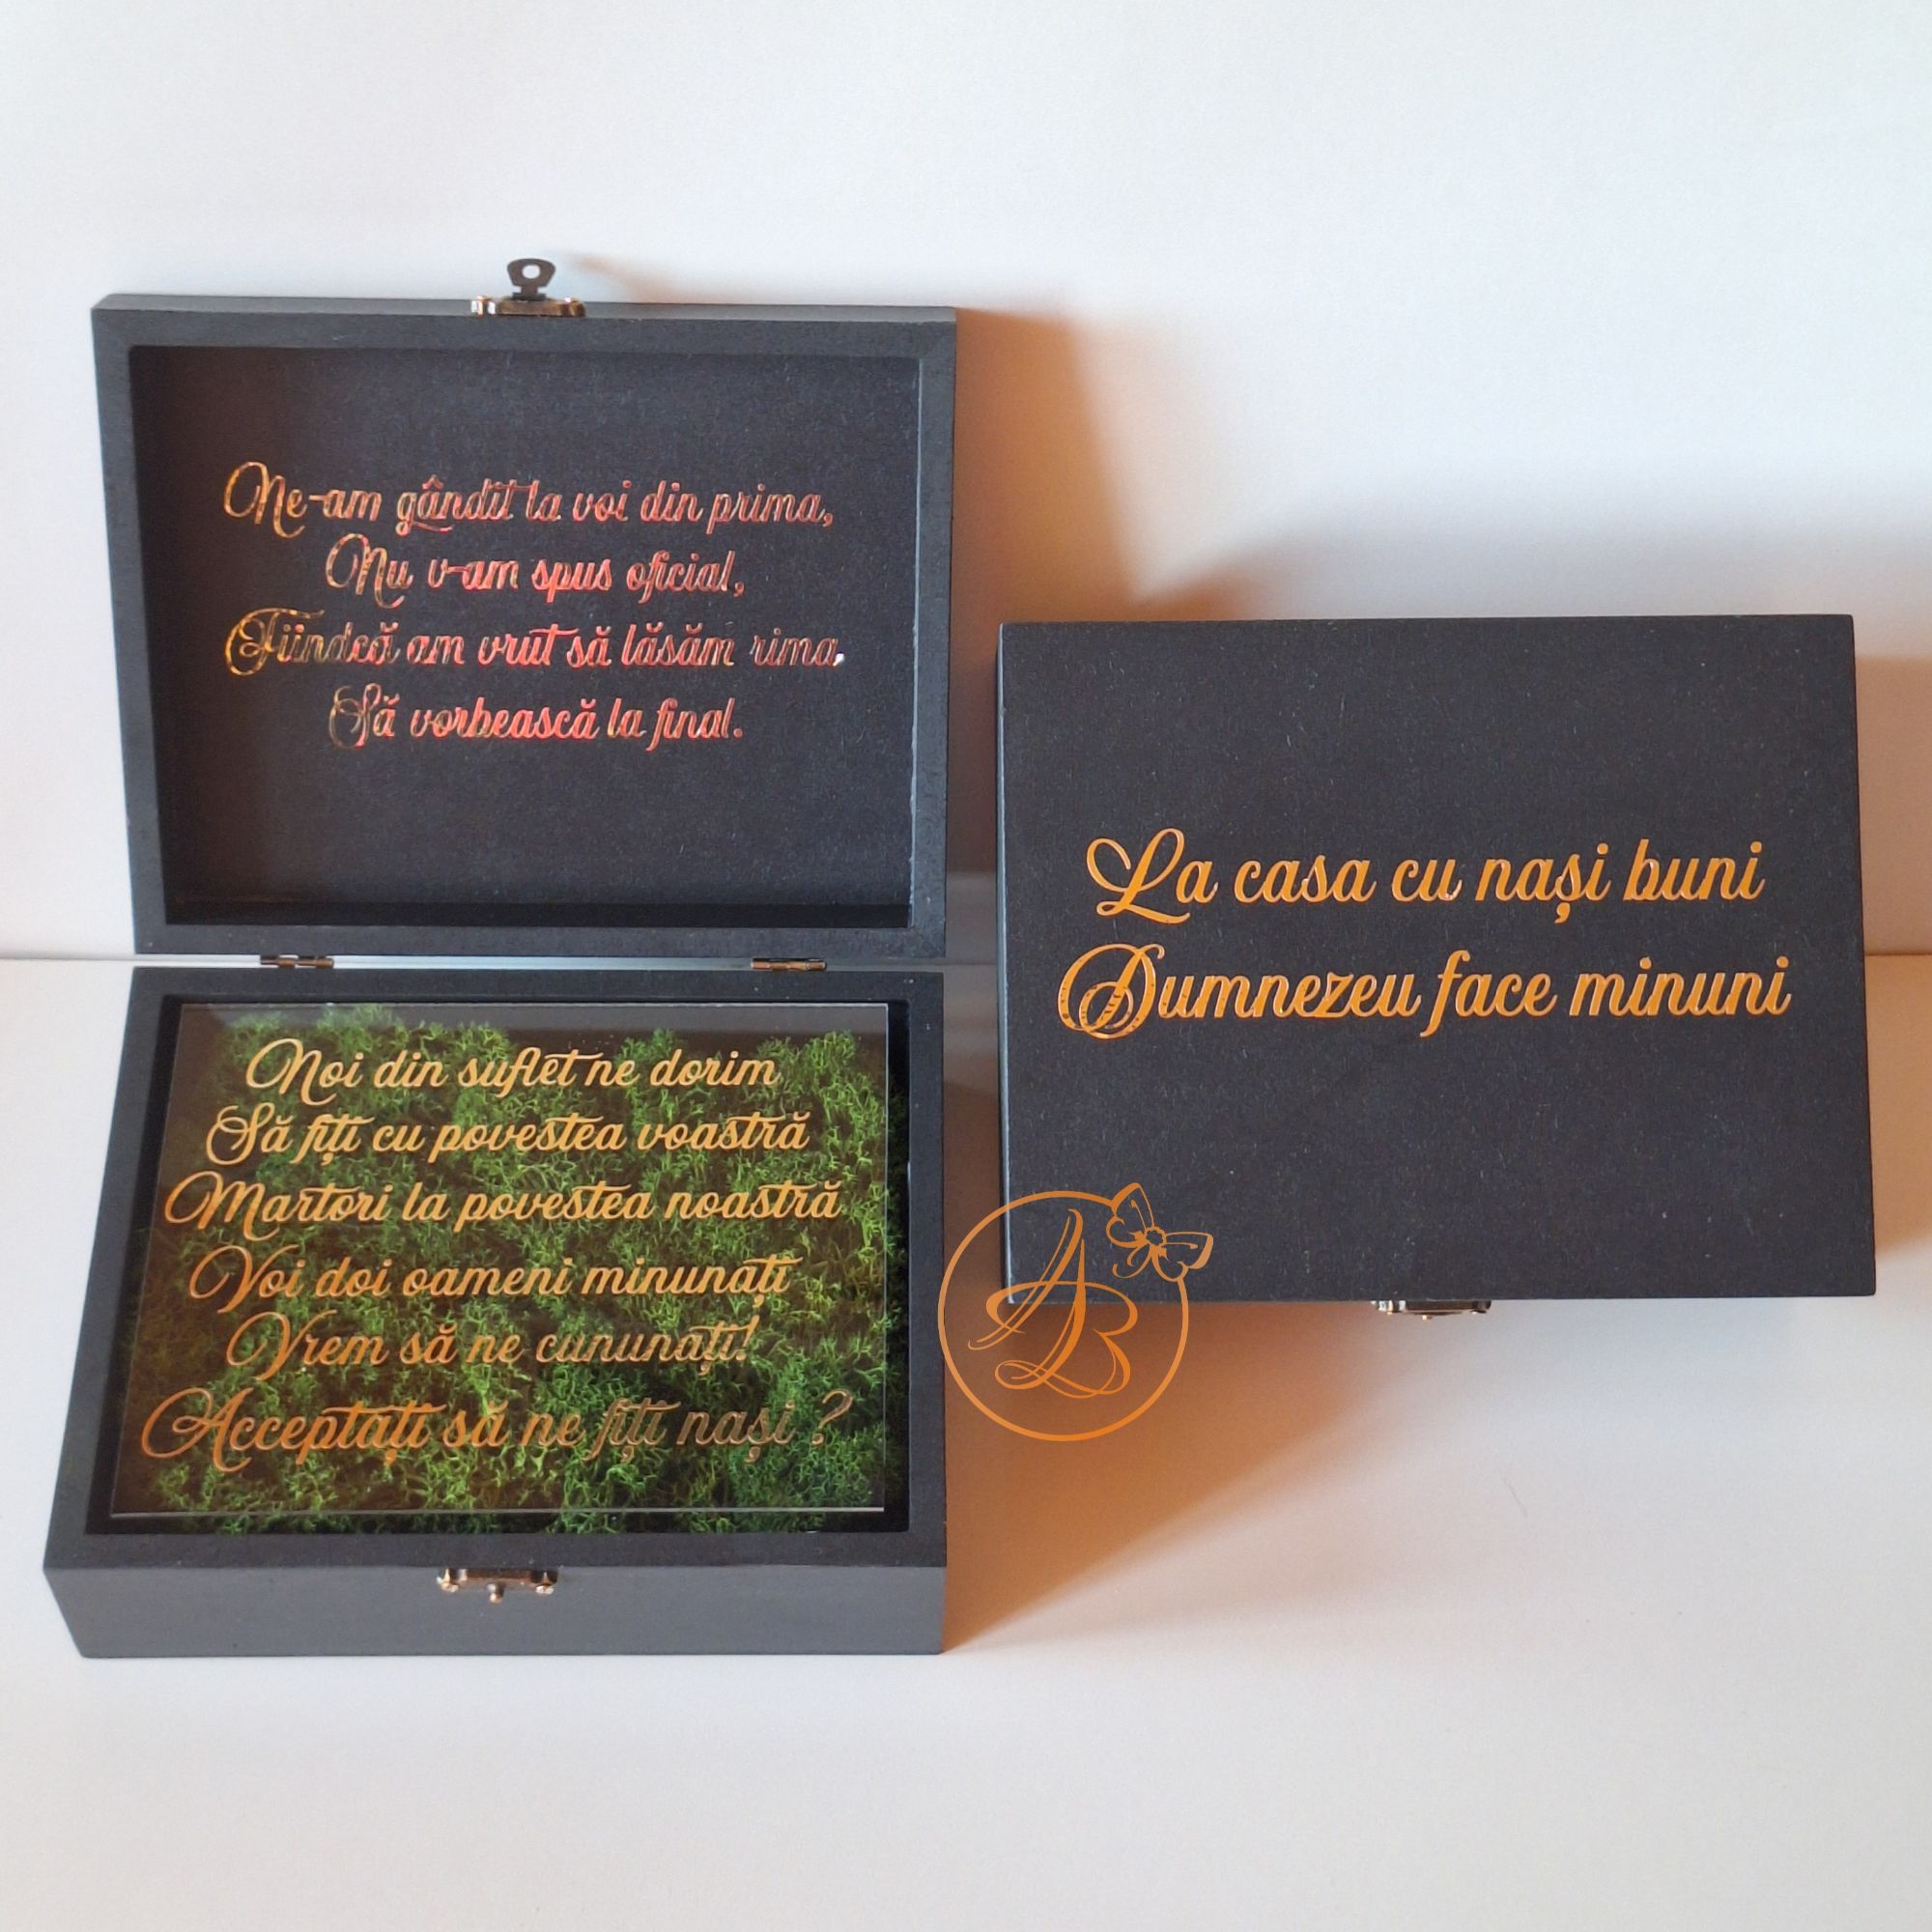 Ne-am gândit la voi din prima,
Nu v-am spus oficial,
Fiindcă am vrut să lăsăm rima,
Să vorbească la final.
Noi din suflet ne dorim
Să fiți cu povestea voastră
Martori la povestea noastră
Voi doi oameni minunați
Vrem să ne cununați!
Acceptați să ne fiți nași ?
La casa cu nași buni
Dumnezeu face minuni
AB